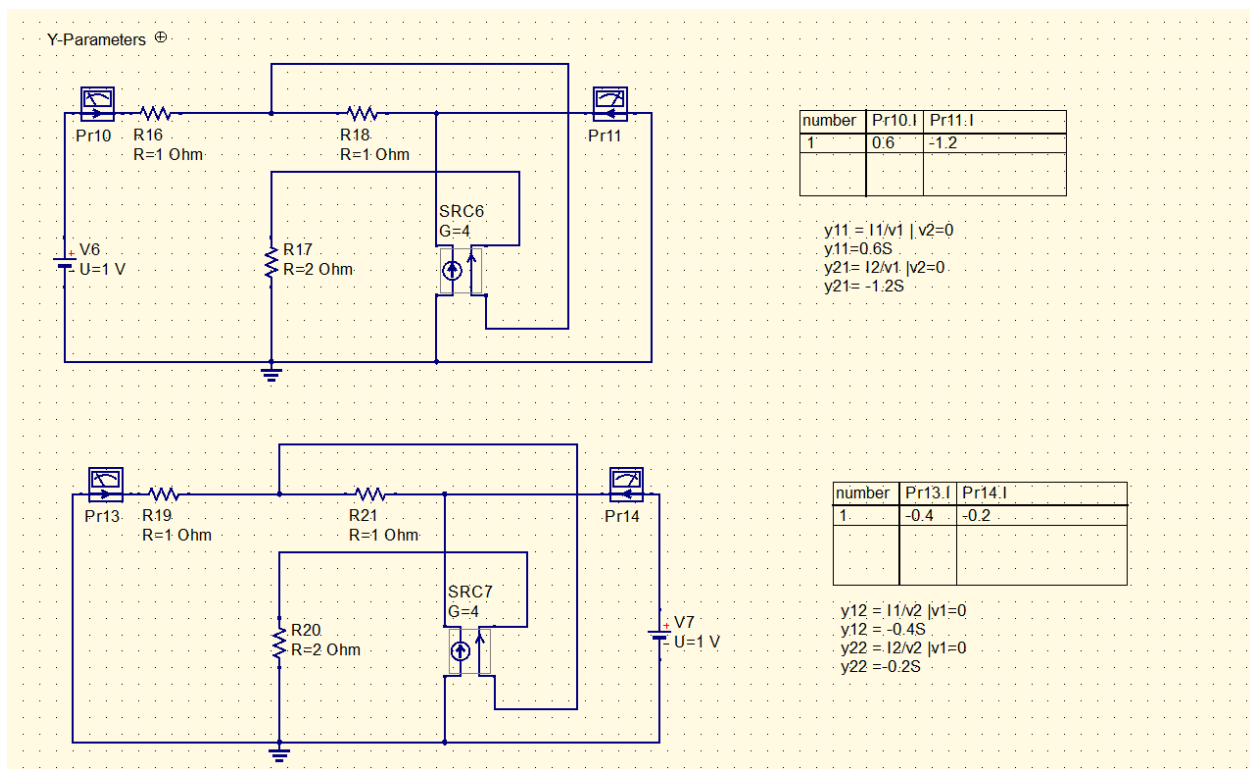 Y-Parameters
Pr10
R16
R=1 Ohm
R18
R=1 Ohm
Pr11
number Pr10.I Pr11.I
1 0.6 -1.2
SRC6
G=4
V6
U=1 V
R17
R=2 Ohm
y11 = I1/v1 | v2=0
y11=0.6S
y21= I2/v1 |v2=0
y21= -1.2S
Pr13
R19
R=1 Ohm
R21
R=1 Ohm
Pr14
number Pr13.I Pr14.I
1 -0.4 -0.2
SRC7
G=4
R20
R=2 Ohm
V7
U=1 V
y12 = I1/v2 |v1=0
y12 = -0.4S
y22 = I2/v2 |v1=0
y22 =-0.2S